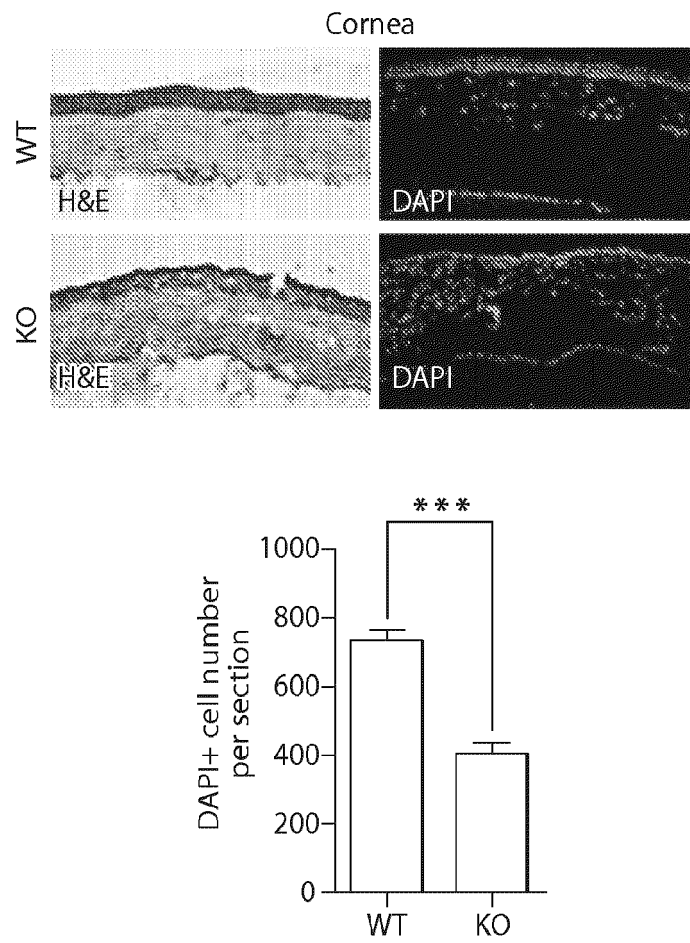 Cornea
WT
H&E
DAPI
KO
H&E
DAPI
***
1000
800
600
400
200
0
DAPI+ cell number
per section
WT
KO